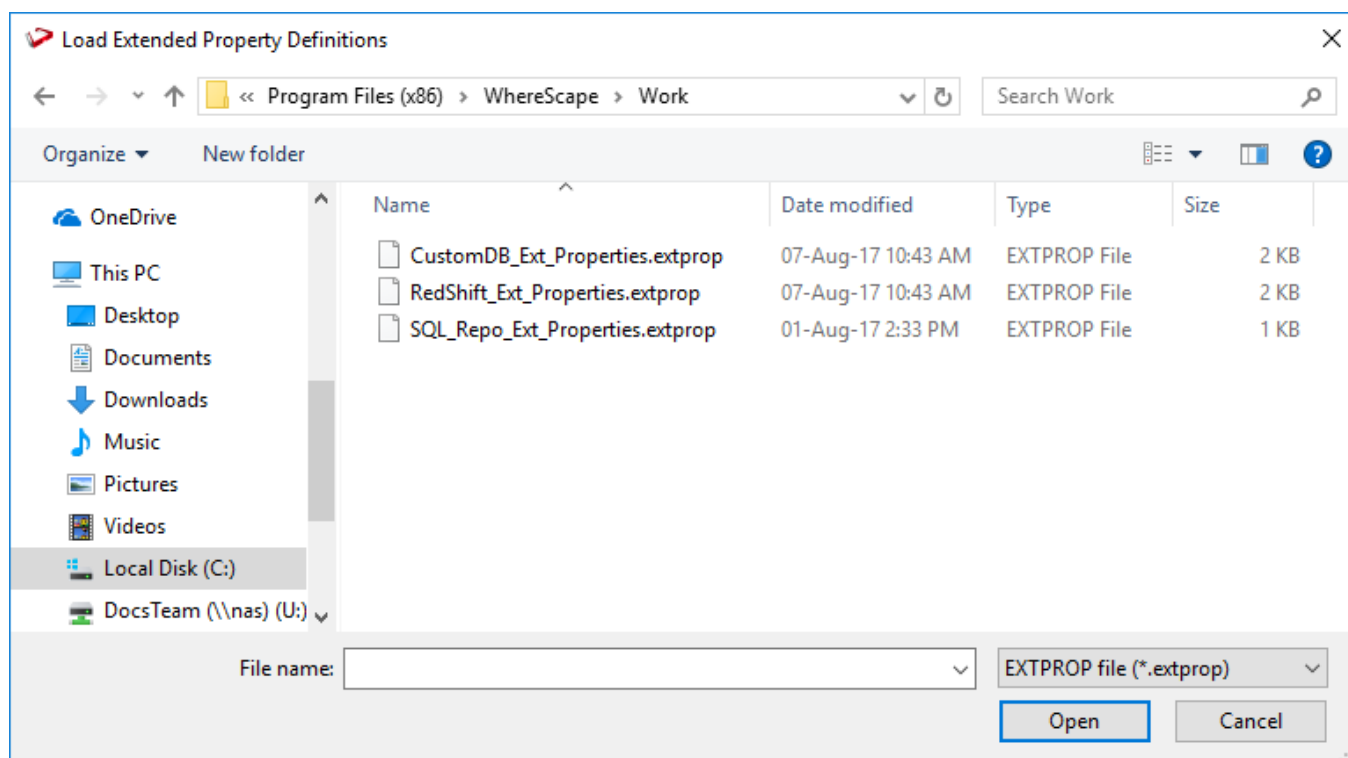 Load Extended Property Definitions
« Program Files (x86) > WhereScape > Work
Search Work
Organize
New folder
?
OneDrive
This PC
Desktop
Documents
Downloads
Music
Pictures
Videos
Local Disk (C:)
DocsTeam (\\nas) (U:)
Name Date modified Type Size
CustomDB_Ext_Properties.extprop 07-Aug-17 10:43 AM EXTPROP File 2 KB
RedShift_Ext_Properties.extprop 07-Aug-17 10:43 AM EXTPROP File 2 KB
SQL_Repo_Ext_Properties.extprop 01-Aug-17 2:33 PM EXTPROP File 1 KB
File name:
EXTPROP file (*.extprop)
Open
Cancel